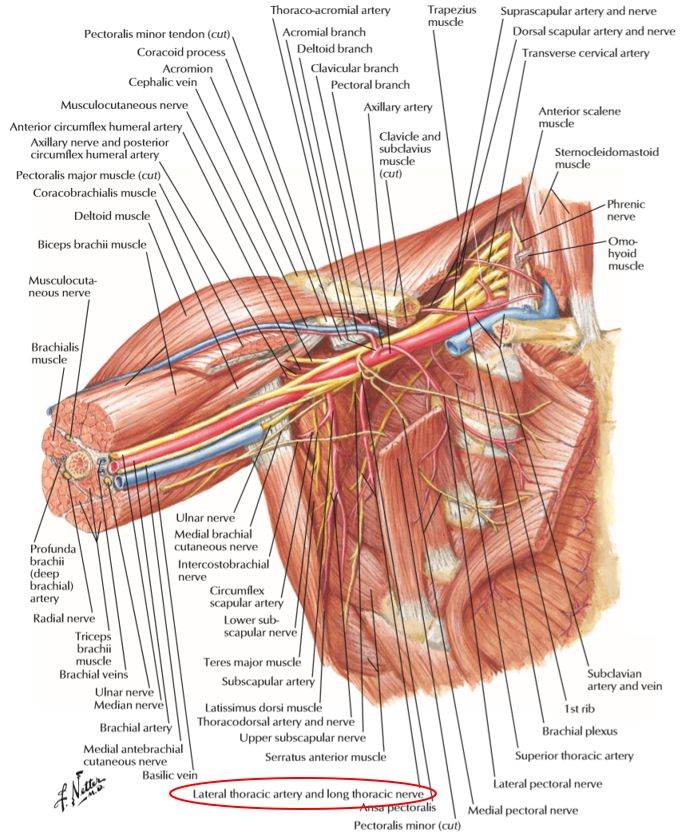 Thoraco-acromial artery
Trapezius
muscle
Suprascapular artery and nerve
Pectoralis minor tendon (cut)
Acromial branch
Dorsal scapular artery and nerve
Coracoid process
Deltoid branch
Transverse cervical artery
Acromion
Clavicular branch
Cephalic vein
Pectoral branch
Musculocutaneous nerve
Axillary artery
Anterior scalene
muscle
Anterior circumflex humeral artery
Clavicle and
subclavius
muscle
(cut)
Axillary nerve and posterior
circumflex humeral artery
Sternocleidomastoid
muscle
Pectoralis major muscle (cut)
Coracobrachialis muscle
Phrenic
nerve
Deltoid muscle
Biceps brachii muscle
Omo-
hyoid
muscle
Musculocuta-
neous nerve
Brachialis
muscle
Ulnar nerve
Medial brachial
cutaneous nerve
Profunda
brachii
(deep
brachial)
artery
Intercostobrachial
nerve
Circumflex
scapular artery
Radial nerve
Lower sub-
scapular nerve
Triceps
brachii
muscle
Teres major muscle
Brachial veins
Subscapular artery
Subclavian
artery and vein
Ulnar nerve
Median nerve
Latissimus dorsi muscle
1st rib
Thoracodorsal artery and nerve
Brachial artery
Upper subscapular nerve
Brachial plexus
Medial antebrachial
cutaneous nerve
Serratus anterior muscle
Superior thoracic artery
Basilic vein
Lateral pectoral nerve
Lateral thoracic artery and long thoracic nerve
Ansa pectoralis
Medial pectoral nerve
Pectoralis minor (cut)
F. Netter
M.D.